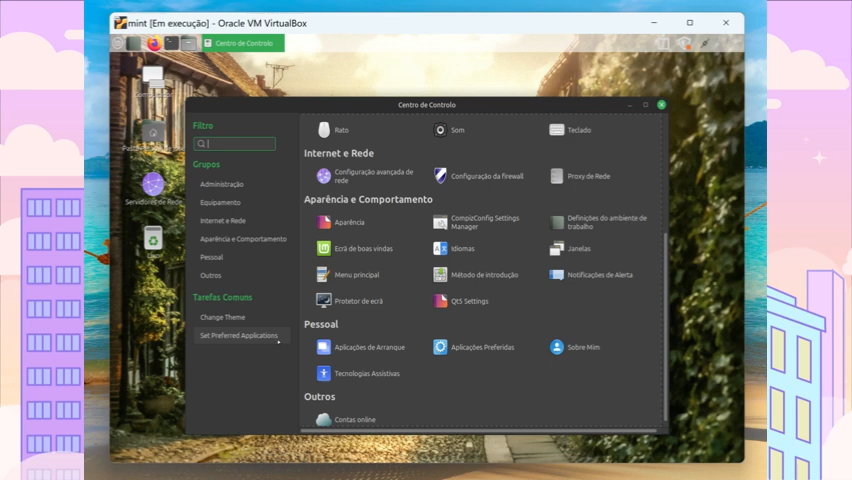 mint [Em execução] - Oracle VM VirtualBox
Centro de Controlo
Centro de Controlo
Filtro
Grupos
Administração
Equipamento
Internet e Rede
Aparência e Comportamento
Pessoal
Outros
Tarefas Comuns
Change Theme
Set Preferred Applications
Rato
Som
Teclado
Internet e Rede
Configuração avançada de
rede
Configuração da firewall
Proxy de Rede
Aparência e Comportamento
Aparência
CompizConfig Settings
Manager
Definições do ambiente de
trabalho
Ecrã de boas vindas
Idiomas
Janelas
Menu principal
Método de introdução
Notificações de Alerta
Protetor de ecrã
Qt5 Settings
Pessoal
Aplicações de Arranque
Aplicações Preferidas
Sobre Mim
Tecnologias Assistivas
Outros
Contas online
Servidores de Rede